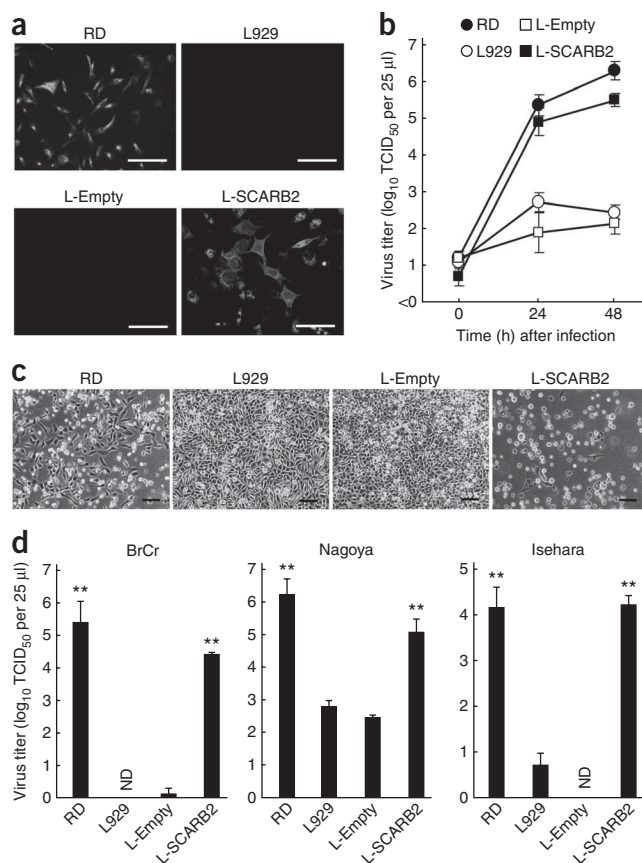 a
RD
L929
L-Empty
L-SCARB2
b
RD
L-Empty
L929
L-SCARB2
7
6
5
4
3
2
1
<0
Virus titer (log₁₀ TCID₅₀ per 25 µl)
0
24
48
Time (h) after infection
c
RD
L929
L-Empty
L-SCARB2
d
BrCr
Virus titer (log₁₀ TCID₅₀ per 25 µl)
7
6
5
4
3
2
1
0
**
ND
**
RD
L929
L-Empty
L-SCARB2
Nagoya
7
6
5
4
3
2
1
0
**
**
RD
L929
L-Empty
L-SCARB2
Isehara
5
4
3
2
1
0
**
ND
**
RD
L929
L-Empty
L-SCARB2